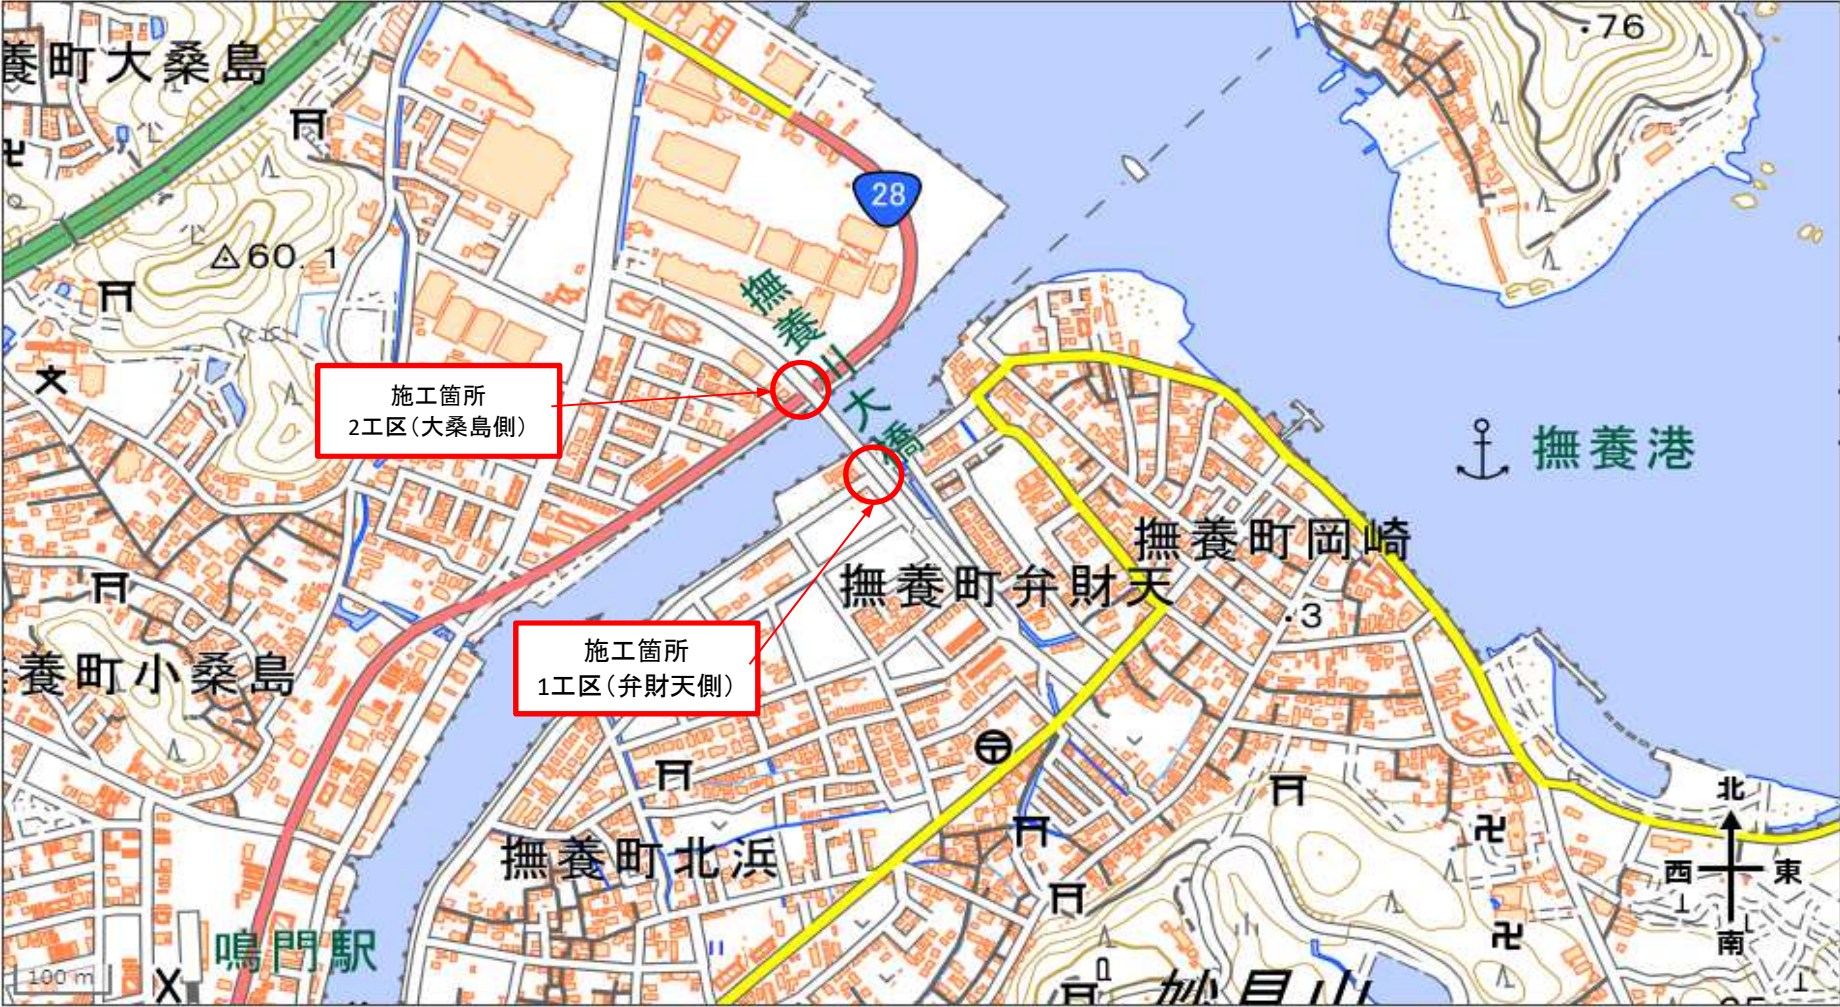 養町大桑島
・76
28
△60.1
撫養川大橋
施工箇所
2工区（大桑島側）
撫養港
撫養町岡崎
撫養町弁財天
・3
施工箇所
1工区（弁財天側）
養町小桑島
撫養町北浜
北
西
東
南
鳴門駅
100 m
妙見山